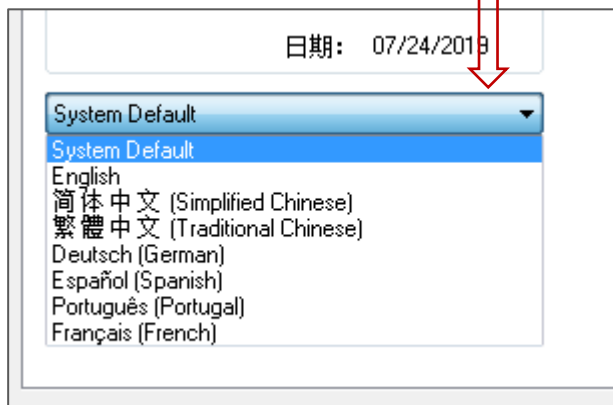 日期： 07/24/2019
System Default
System Default
English
简体中文 (Simplified Chinese)
繁體中文 (Traditional Chinese)
Deutsch (German)
Español (Spanish)
Português (Portugal)
Français (French)